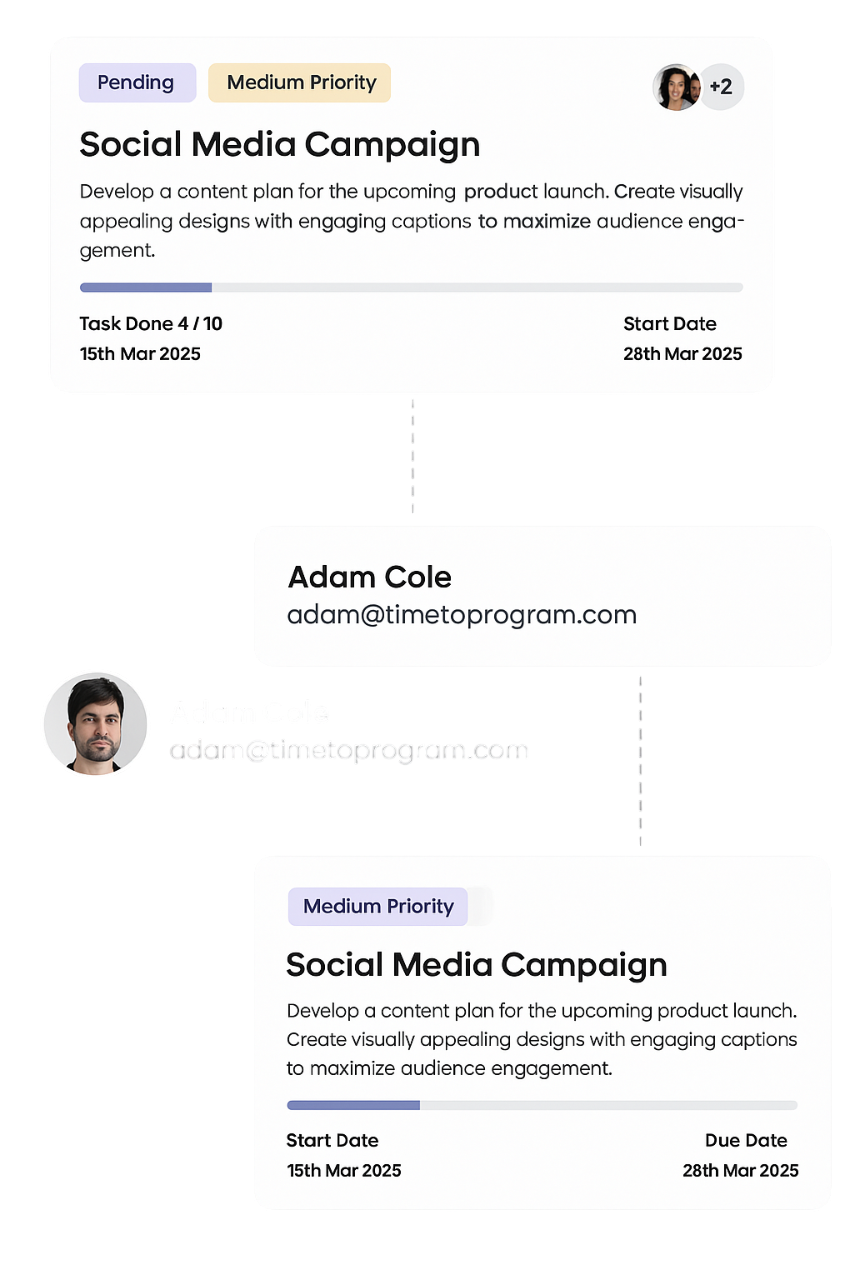 Pending
Medium Priority
+2
Social Media Campaign
Develop a content plan for the upcoming product launch. Create visually
appealing designs with engaging captions to maximize audience enga-
gement.
Task Done 4 / 10
Start Date
15th Mar 2025
28th Mar 2025
Adam Cole
adam@timetoprogram.com
Adam Cole
adam@timetoprogram.com
Medium Priority
Social Media Campaign
Develop a content plan for the upcoming product launch.
Create visually appealing designs with engaging captions
to maximize audience engagement.
Start Date
Due Date
15th Mar 2025
28th Mar 2025